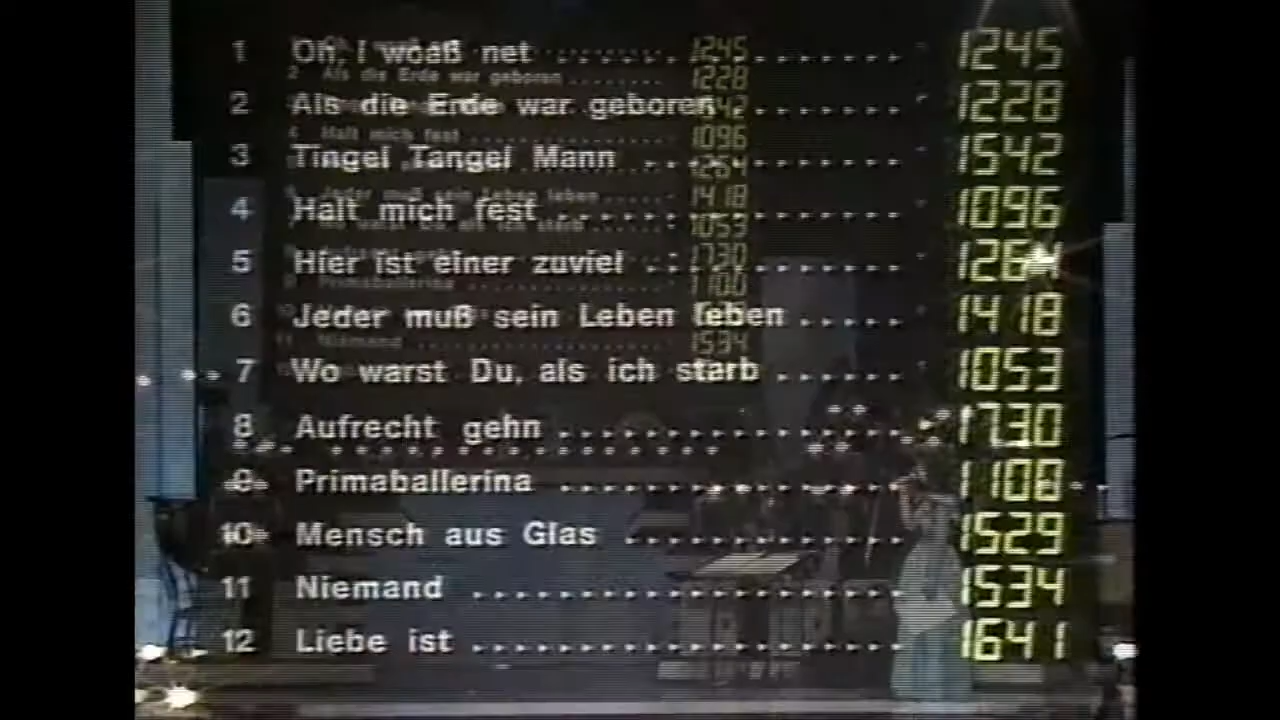 1 Oh, I woaß net ............ 1245
2 Als die Erde war geboren ........ 1228
3 Tingel Tangel Mann ............ 1542
4 Halt mich fest ................ 1096
5 Hier ist einer zuviel ............ 1264
6 Jeder muß sein Leben leben ...... 1418
7 Wo warst Du, als ich starb ....... 1053
8 Aufrecht gehn ................. 1730
9 Primaballerina ................. 1108
10 Mensch aus Glas .............. 1529
11 Niemand .................... 1534
12 Liebe ist ..................... 1641